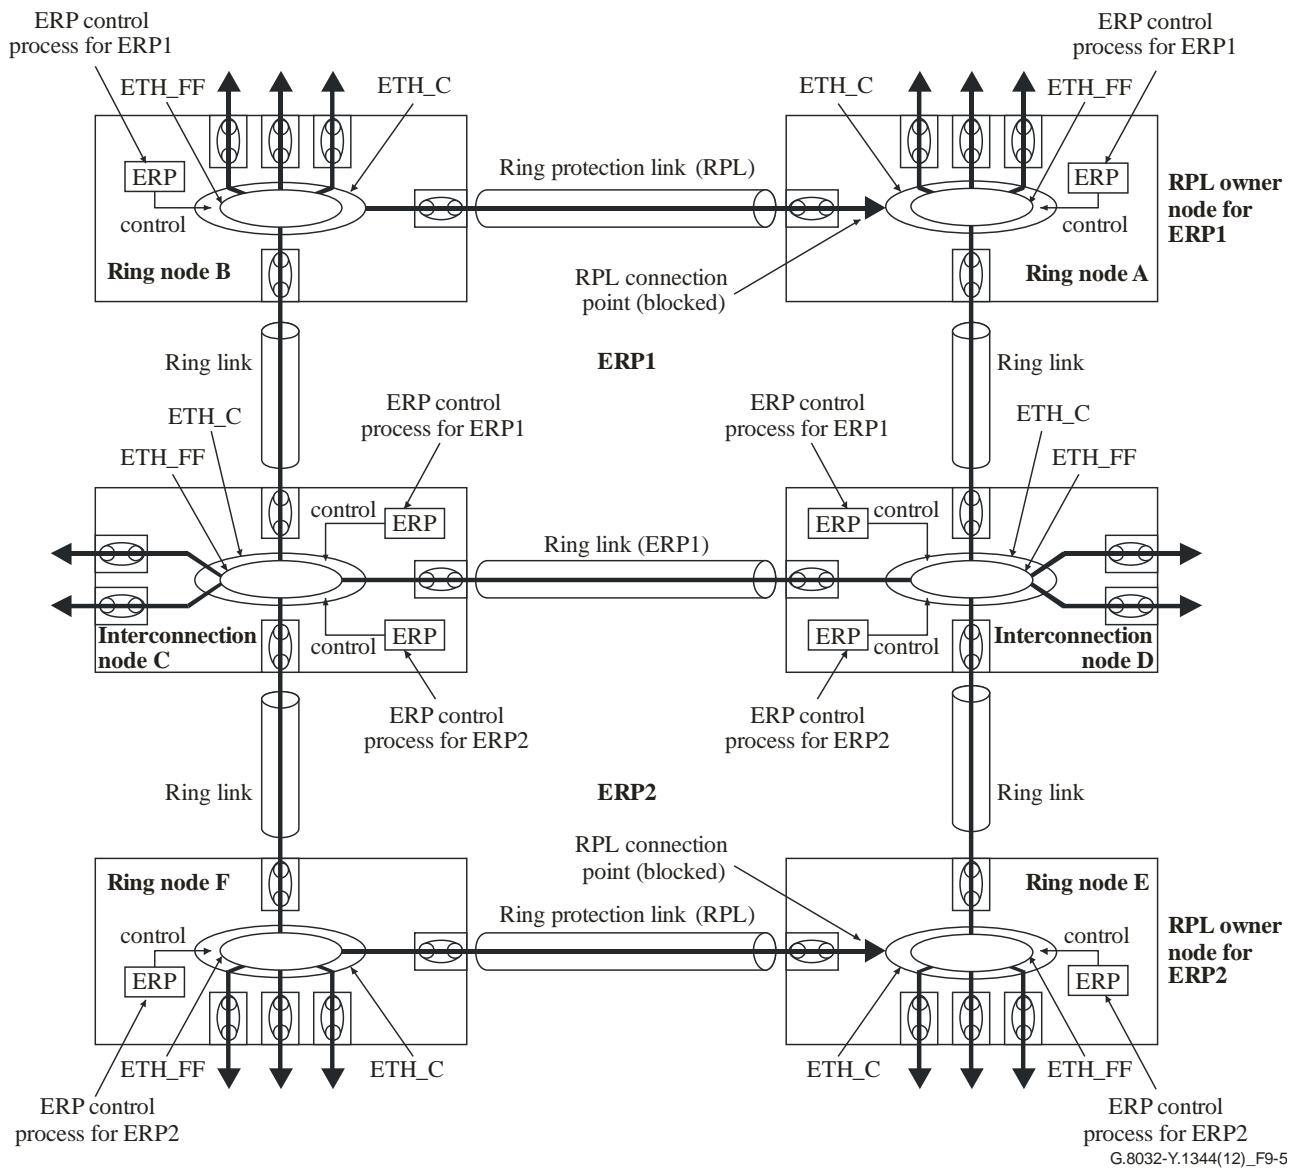 ERP control
process for ERP1
ERP control
process for ERP1
ETH_FF
ETH_C
ETH_C
ETH_FF
Ring protection link (RPL)
ERP
control
ERP
control
RPL owner
node for
ERP1
Ring node B
RPL connection
point (blocked)
Ring node A
Ring link
ERP1
Ring link
ERP control
process for ERP1
ERP control
process for ERP1
ETH_C
ETH_FF
ETH_C
ETH_FF
control
ERP
ERP
control
Ring link (ERP1)
Interconnection
node C
control
ERP
ERP
control
Interconnection
node D
ERP control
process for ERP2
ERP control
process for ERP2
Ring link
ERP2
Ring link
RPL connection
point (blocked)
Ring node F
Ring node E
Ring protection link (RPL)
RPL owner
node for
ERP2
control
ERP
control
ERP
ETH_FF
ETH_C
ETH_C
ETH_FF
ERP control
process for ERP2
ERP control
process for ERP2
G.8032-Y.1344(12)_F9-5